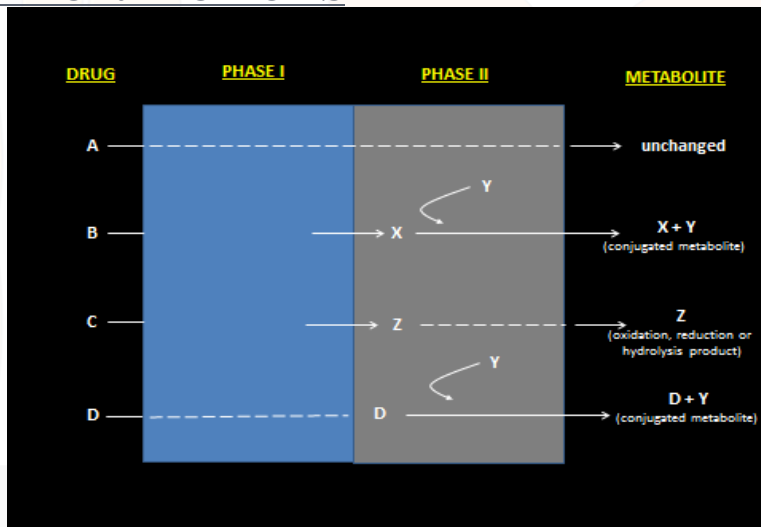 DRUG PHASE I PHASE II METABOLITE
A unchanged
Y
B X X + Y
(conjugated metabolite)
C Z Z
(oxidation, reduction or
hydrolysis product)
Y
D D D + Y
(conjugated metabolite)